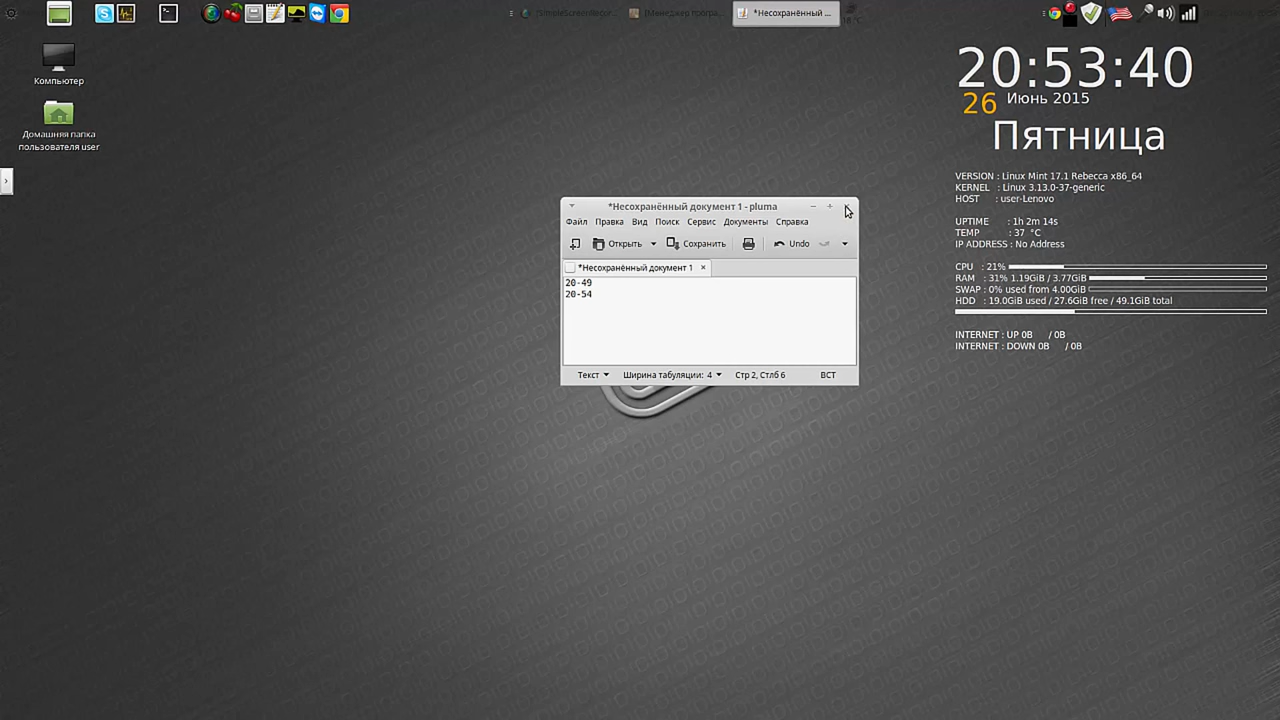 *Несохранённый ...
20:53:40
26 Июнь 2015
Пятница
Компьютер
Домашняя папка
пользователя user
VERSION : Linux Mint 17.1 Rebecca x86_64
KERNEL : Linux 3.13.0-37-generic
HOST : user-Lenovo
UPTIME : 1h 2m 14s
TEMP : 37 °C
IP ADDRESS : No Address
CPU : 21%
RAM : 31% 1.19GiB / 3.77GiB
SWAP : 0% used from 4.00GiB
HDD : 19.0GiB used / 27.6GiB free / 49.1GiB total
INTERNET : UP 0B / 0B
INTERNET : DOWN 0B / 0B
*Несохранённый документ 1 - pluma
Файл Правка Вид Поиск Сервис Документы Справка
Открыть Сохранить Undo
*Несохранённый документ 1
20-49
20-54
Текст Ширина табуляции: 4 Стр 2, Стлб 6 ВСТ